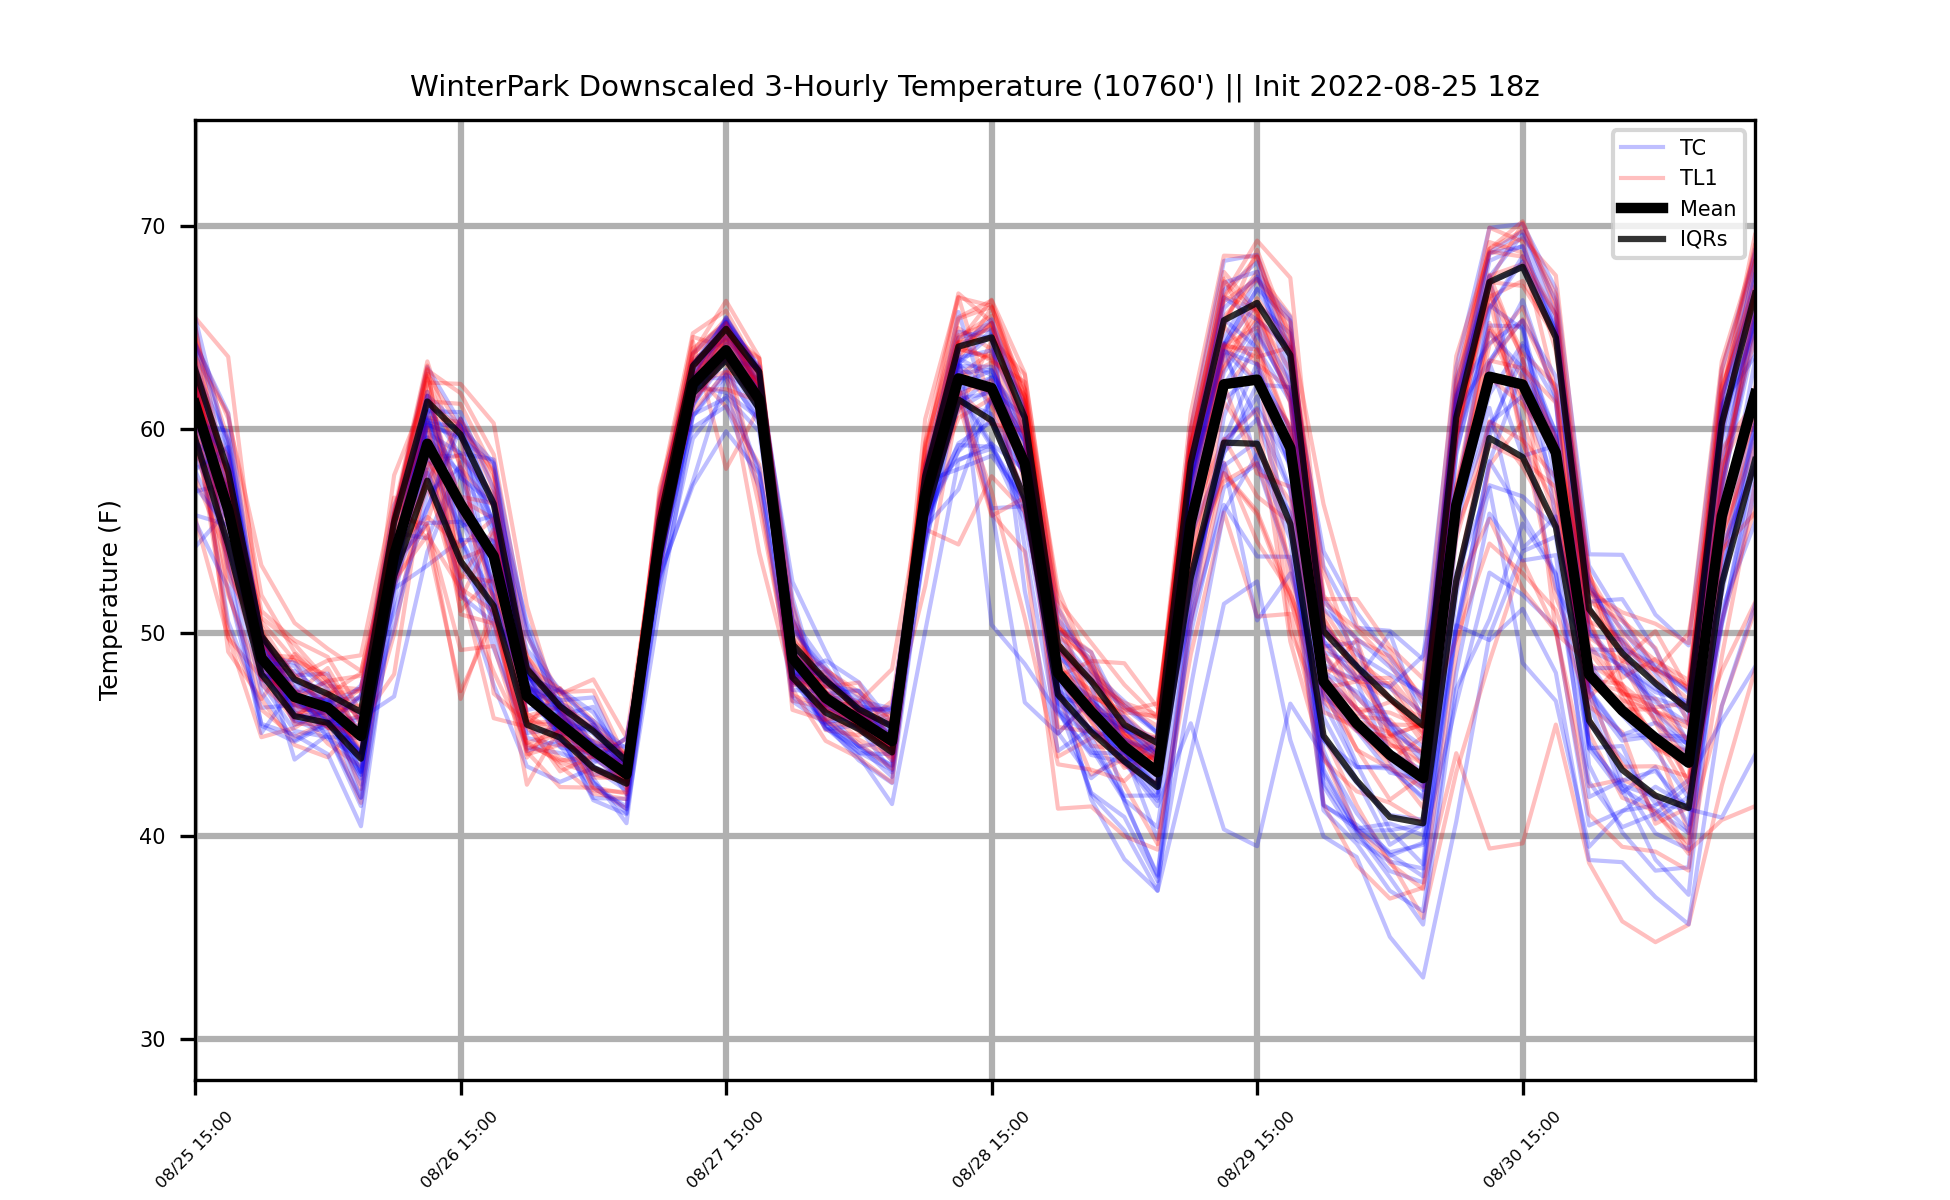 WinterPark Downscaled 3-Hourly Temperature (10760') || Init 2022-08-25 18z
TC
TL1
Mean
IQRs
Temperature (F)
70
60
50
40
30
08/25 15:00
08/26 15:00
08/27 15:00
08/28 15:00
08/29 15:00
08/30 15:00